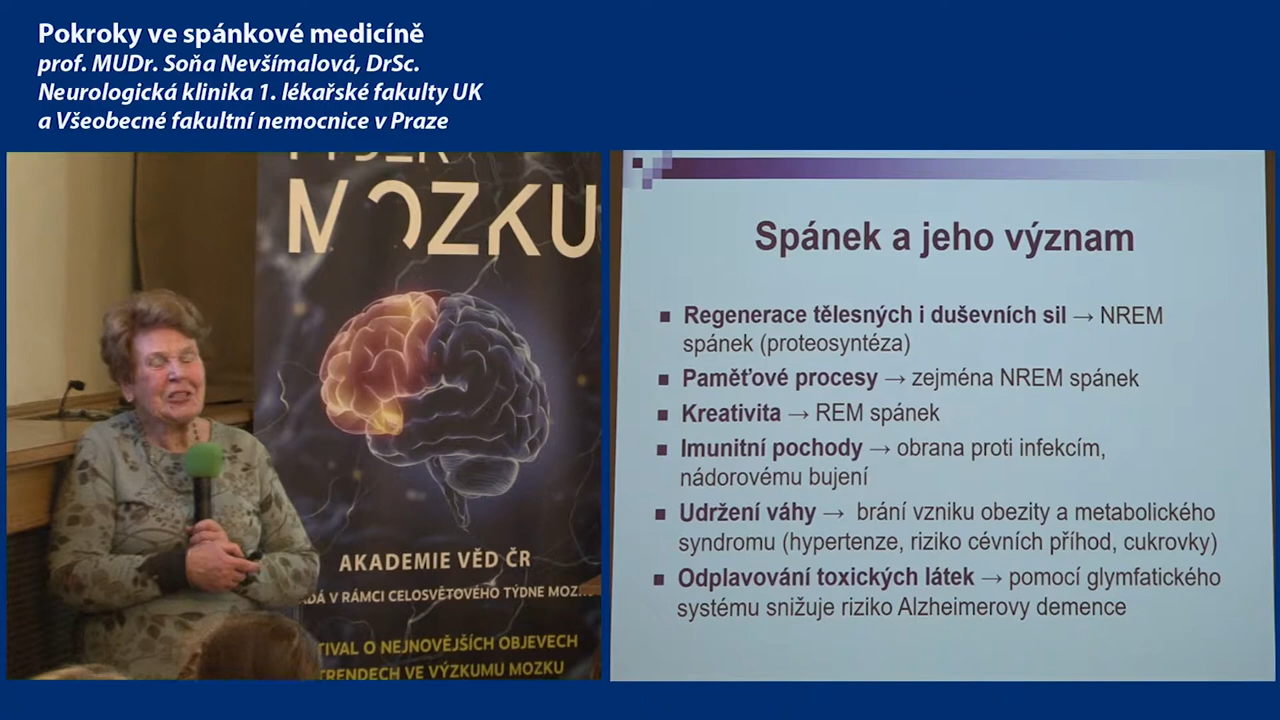 Pokroky ve spánkové medicíně
prof. MUDr. Soňa Nevšímalová, DrSc.
Neurologická klinika 1. lékařské fakulty UK
a Všeobecné fakultní nemocnice v Praze
MOZKU
AKADEMIE VĚD ČR
V RÁMCI CELOSVĚTOVÉHO TÝDNE
O NEJNOVĚJŠÍCH OBJEVECH
VE VÝZKUMU MOZKU
Spánek a jeho význam
Regenerace tělesných i duševních sil → NREM
spánek (proteosyntéza)
Paměťové procesy → zejména NREM spánek
Kreativita → REM spánek
Imunitní pochody → obrana proti infekcím,
nádorovému bujení
Udržení váhy → brání vzniku obezity a metabolického
syndromu (hypertenze, riziko cévních příhod, cukrovky)
Odplavování toxických látek → pomocí glymfatického
systému snižuje riziko Alzheimerovy demence